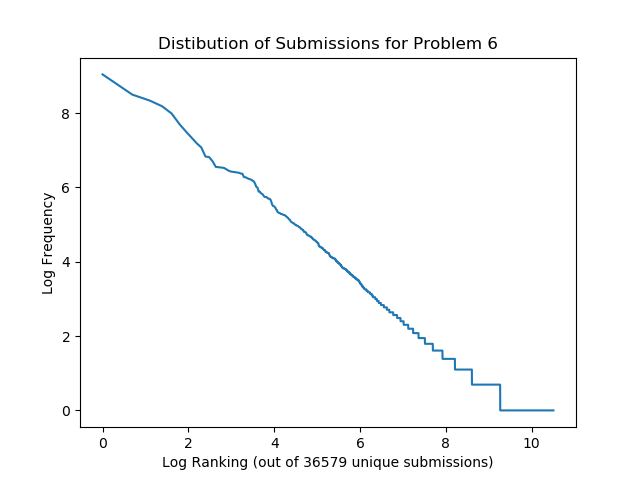 Distibution of Submissions for Problem 6
Log Frequency
8
6
4
2
0
0 2 4 6 8 10
Log Ranking (out of 36579 unique submissions)